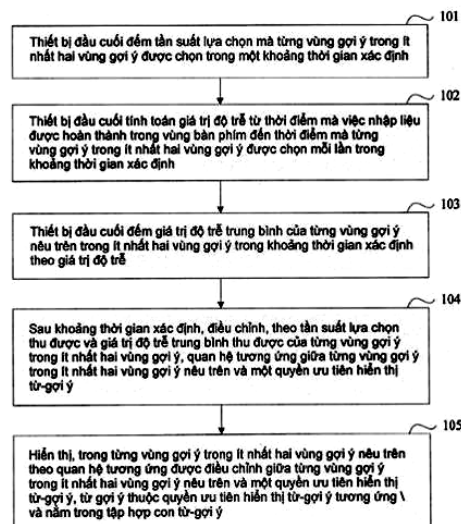 101
Thiết bị đầu cuối đếm tần suất lựa chọn mà từng vùng gợi ý trong ít
nhất hai vùng gợi ý được chọn trong một khoảng thời gian xác định
102
Thiết bị đầu cuối tính toán giá trị độ trễ từ thời điểm mà việc nhập liệu
được hoàn thành trong vùng bàn phím đến thời điểm mà từng
vùng gợi ý trong ít nhất hai vùng gợi ý được chọn mỗi lần trong
khoảng thời gian xác định
103
Thiết bị đầu cuối đếm giá trị độ trễ trung bình của từng vùng gợi ý
nêu trên trong ít nhất hai vùng gợi ý trong khoảng thời gian xác định
theo giá trị độ trễ
104
Sau khoảng thời gian xác định, điều chỉnh, theo tần suất lựa chọn
thu được và giá trị độ trễ trung bình thu được của từng vùng gợi ý
trong ít nhất hai vùng gợi ý, quan hệ tương ứng giữa từng vùng gợi ý
trong ít nhất hai vùng gợi ý nêu trên và một quyền ưu tiên hiển thị
từ-gợi ý
105
Hiển thị, trong từng vùng gợi ý trong ít nhất hai vùng gợi ý nêu trên
theo quan hệ tương ứng được điều chỉnh giữa từng vùng gợi ý
trong ít nhất hai vùng gợi ý nêu trên và một quyền ưu tiên hiển thị
từ-gợi ý, từ gợi ý thuộc quyền ưu tiên hiển thị từ-gợi ý tương ứng \
và nằm trong tập hợp con từ-gợi ý